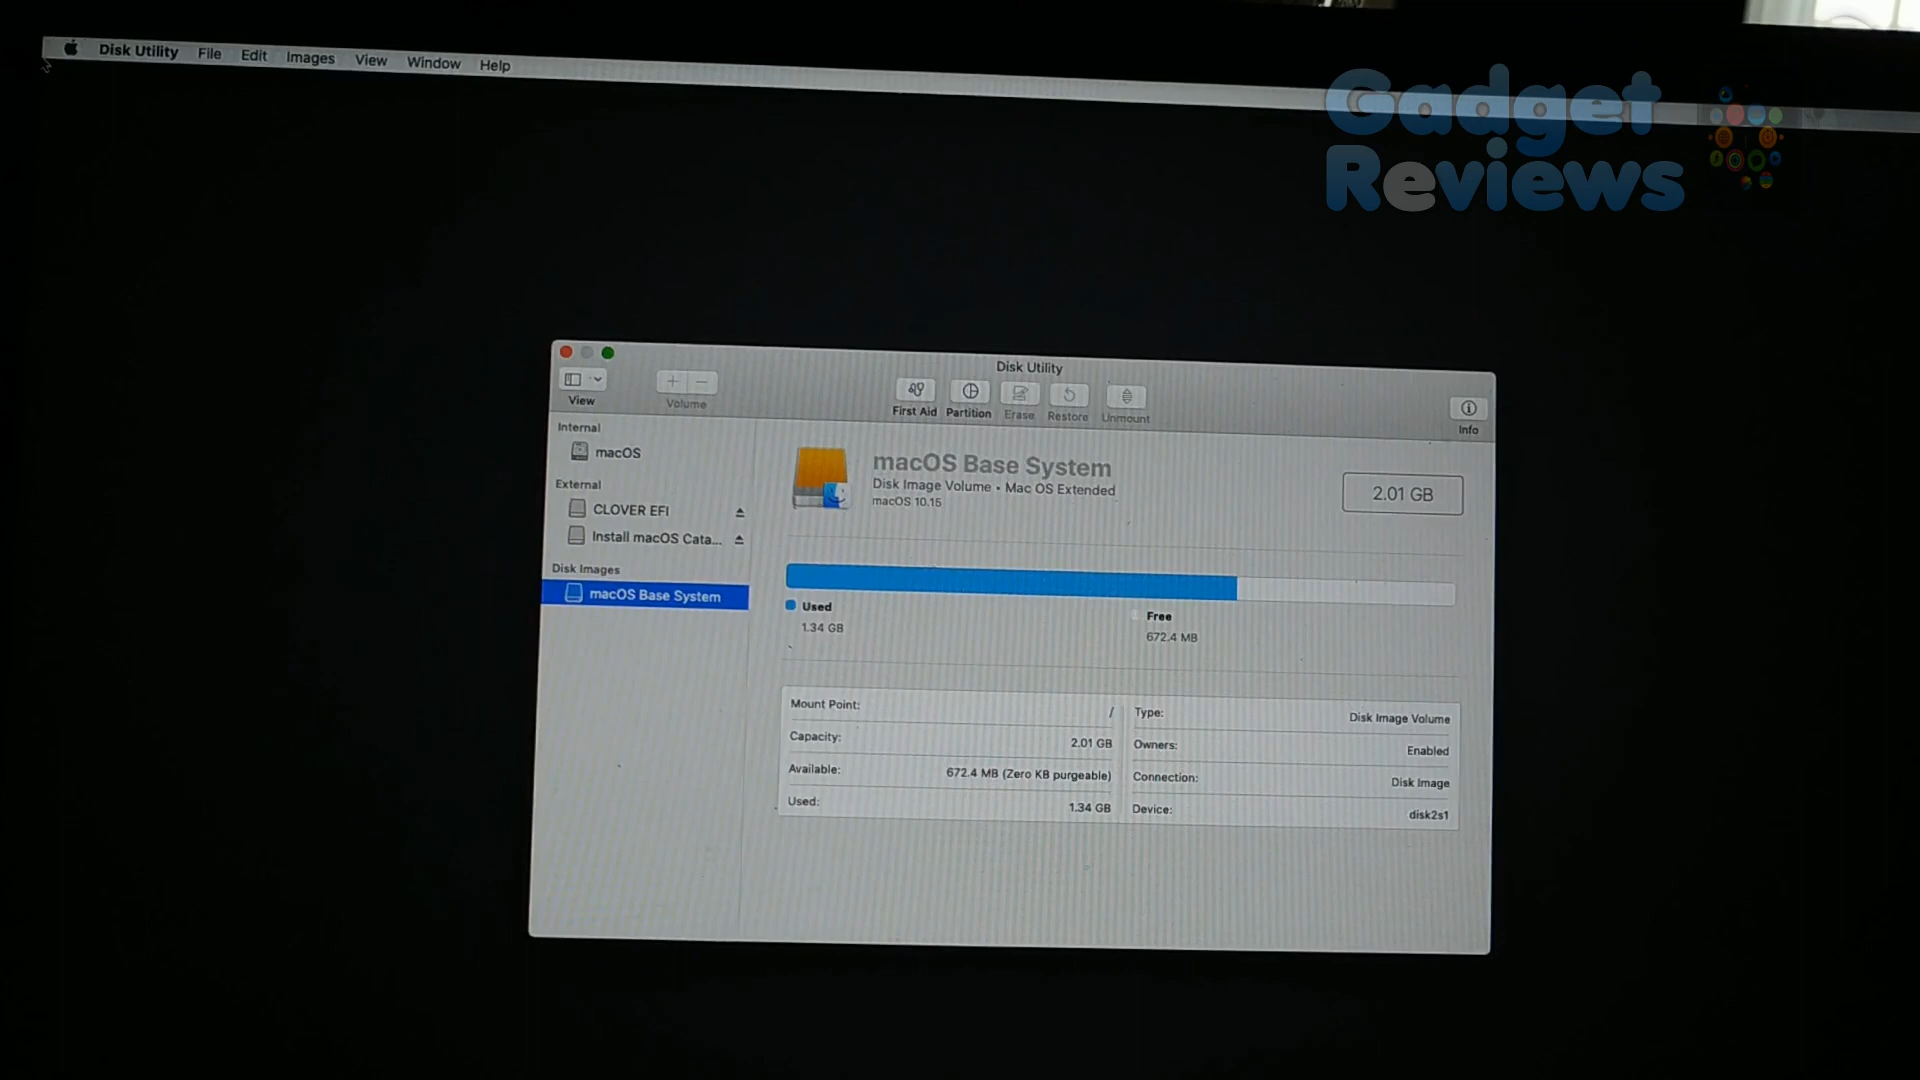 Disk Utility File Edit Images View Window Help
Gadget
Reviews
Disk Utility
View
Volume
First Aid Partition Erase Restore Unmount
Info
Internal
macOS
External
CLOVER EFI
Install macOS Cata...
Disk Images
macOS Base System
macOS Base System
Disk Image Volume • Mac OS Extended
macOS 10.15
2.01 GB
Used
1.34 GB
Free
672.4 MB
Mount Point: /
Capacity: 2.01 GB
Available: 672.4 MB (Zero KB purgeable)
Used: 1.34 GB
Type: Disk Image Volume
Owners: Enabled
Connection: Disk Image
Device: disk2s1